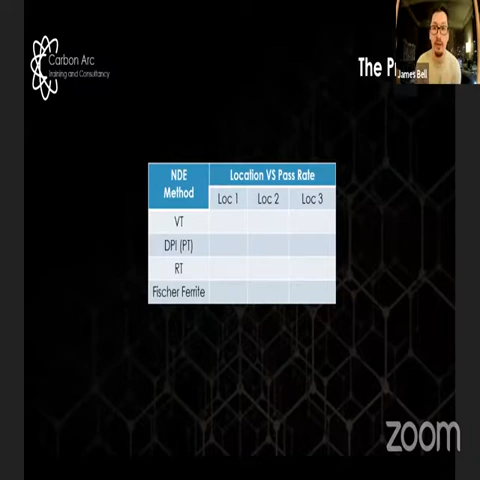 Carbon Arc
Training and Consultancy
The
James Bell
NDE Method
Location VS Pass Rate
Loc 1 Loc 2 Loc 3
VT
DPI (PT)
RT
Fischer Ferrite
zoom